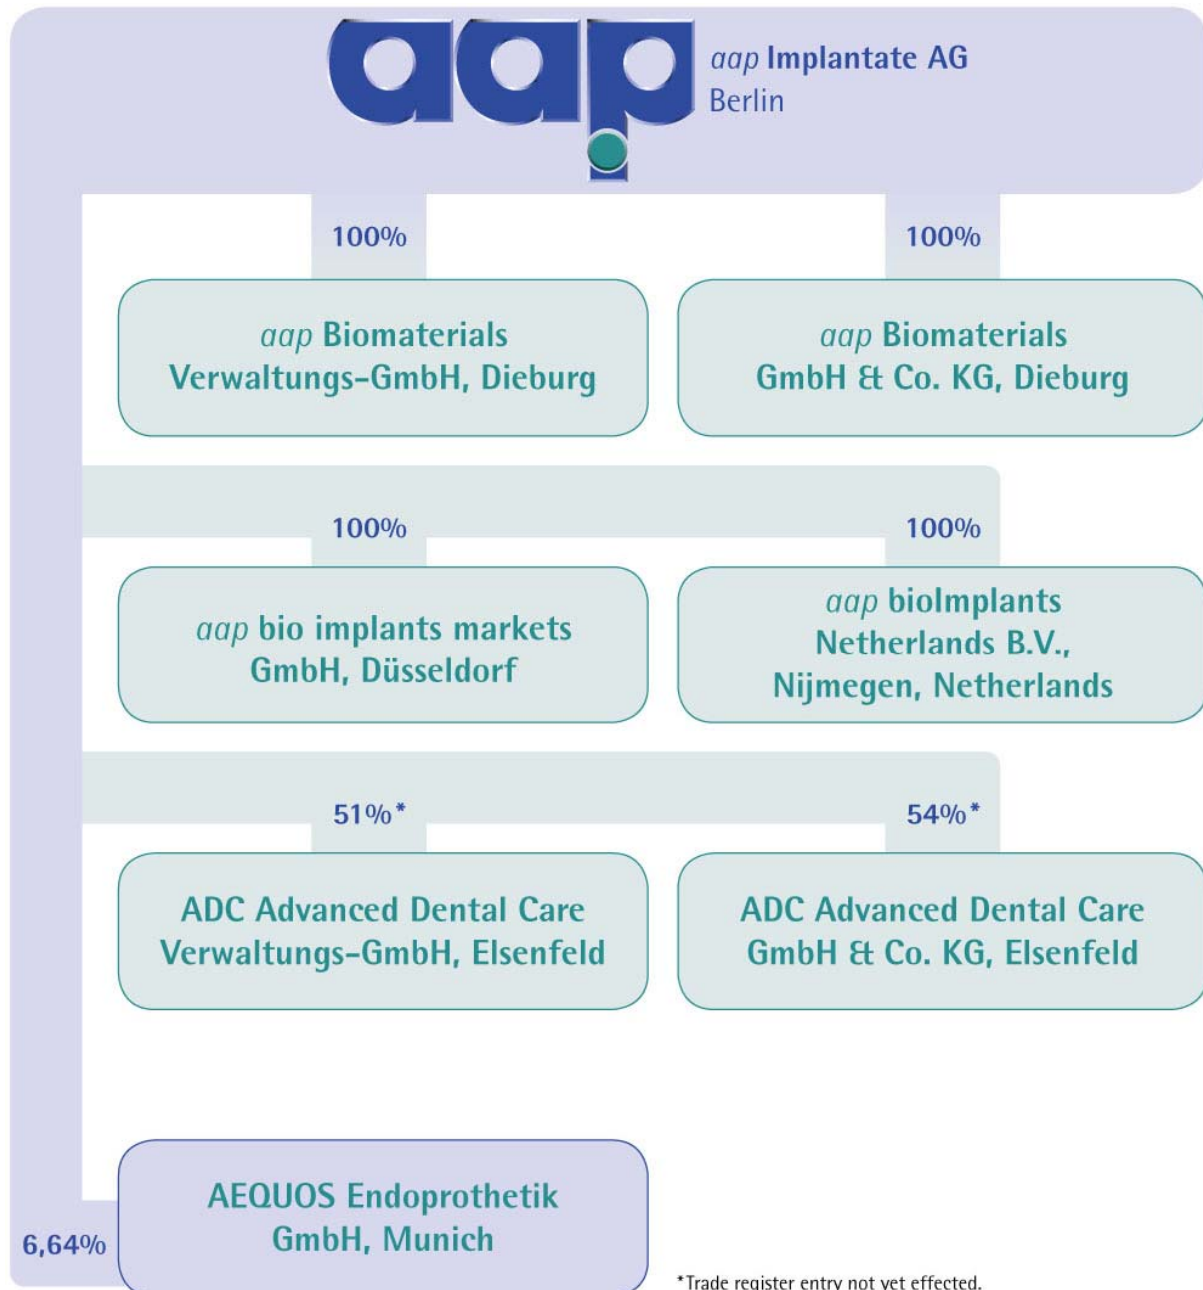 aap
aap Implantate AG
Berlin
100%
100%
aap Biomaterials
Verwaltungs-GmbH, Dieburg
aap Biomaterials
GmbH & Co. KG, Dieburg
100%
100%
aap bio implants markets
GmbH, Düsseldorf
aap bioImplants
Netherlands B.V.,
Nijmegen, Netherlands
51%*
54%*
ADC Advanced Dental Care
Verwaltungs-GmbH, Elsenfeld
ADC Advanced Dental Care
GmbH & Co. KG, Elsenfeld
6,64%
AEQUOS Endoprothetik
GmbH, Munich
*Trade register entry not yet effected.